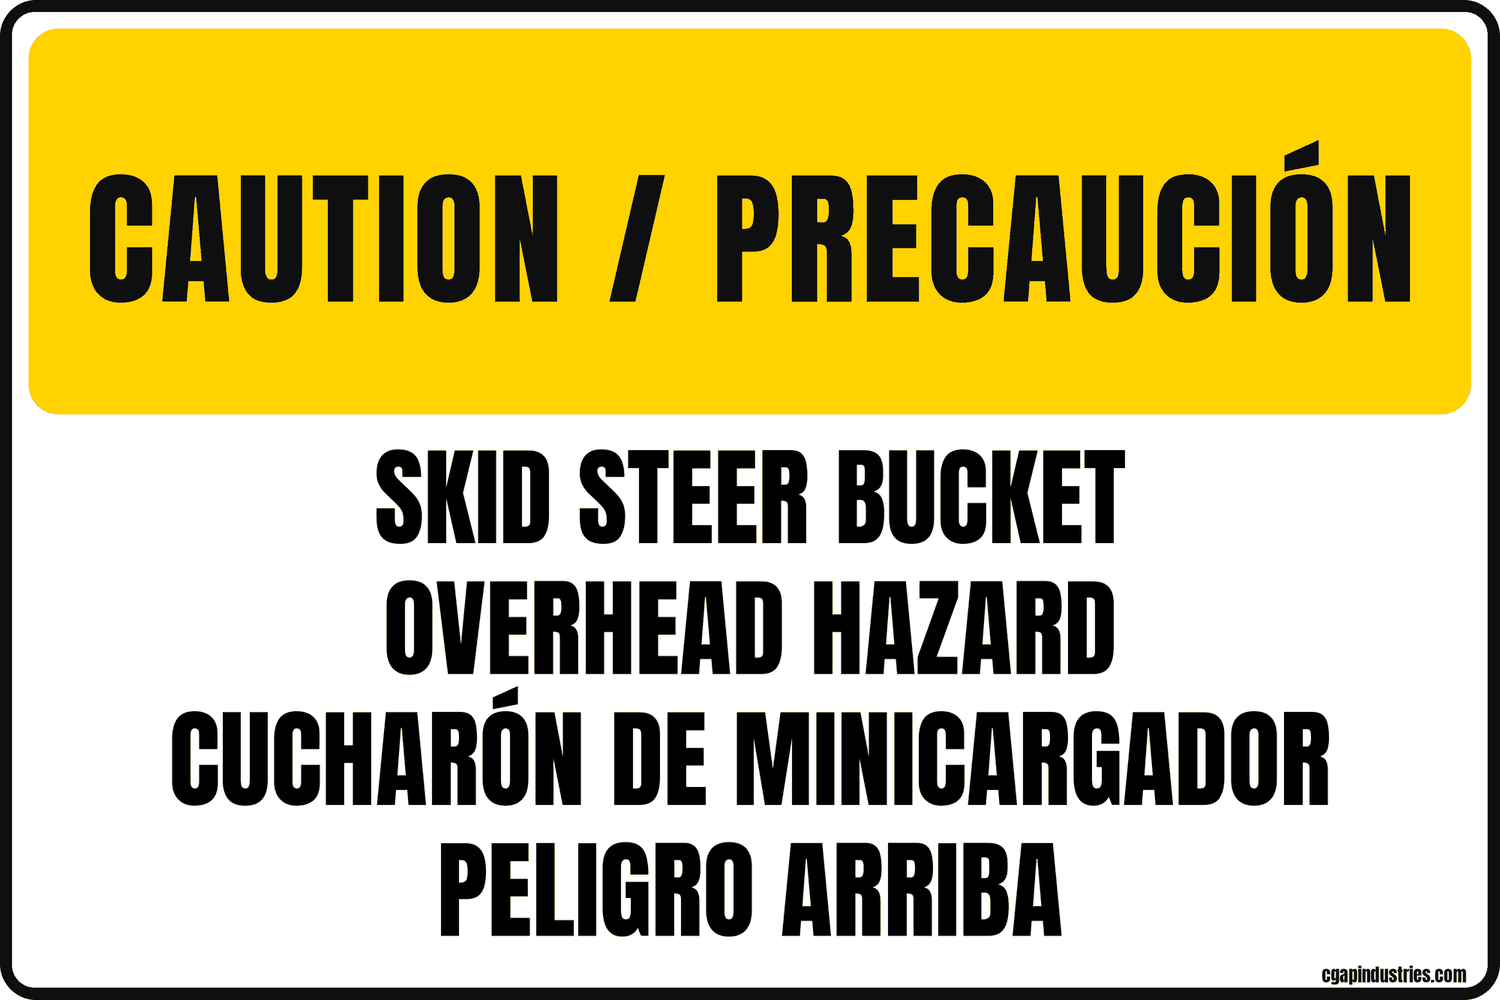 CAUTION / PRECAUCIÓN
SKID STEER BUCKET
OVERHEAD HAZARD
CUCHARÓN DE MINICARGADOR
PELIGRO ARRIBA
cgapindustries.com